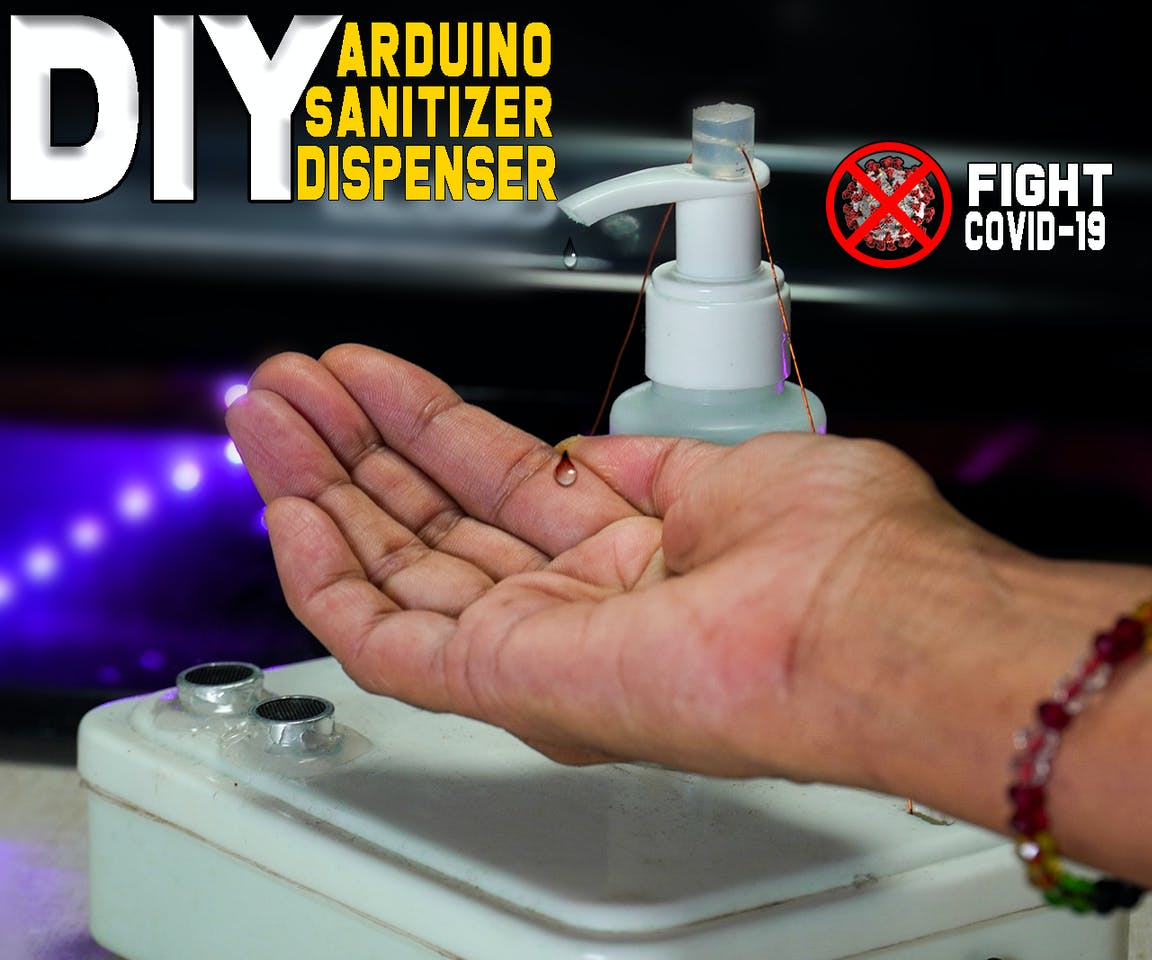 DIY
ARDUINO
SANITIZER
DISPENSER
FIGHT
COVID-19